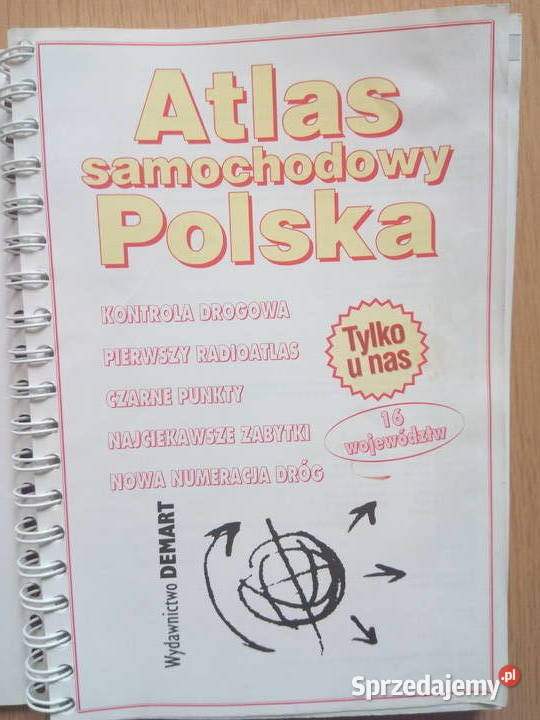 Atlas
samochodowy
Polska
KONTROLA DROGOWA
PIERWSZY RADIOATLAS
CZARNE PUNKTY
NAJCIEKAWSZE ZABYTKI
NOWA NUMERACJA DRÓG
Tylko
u nas
16
województw
Wydawnictwo DEMART
Sprzedajemy.pl